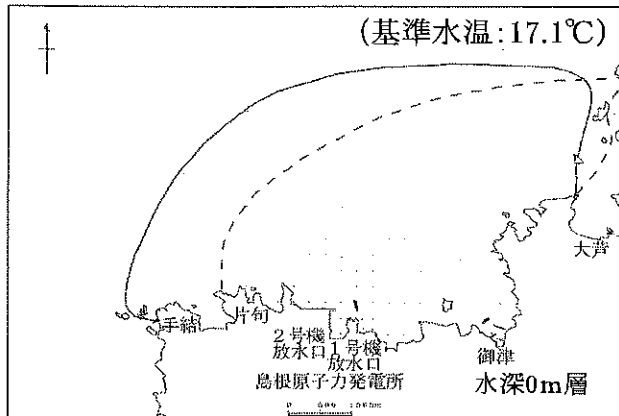 (基準水温:17.1℃)
大芦
手結
片句
2号機
放水口
1号機
放水口
御津
島根原子力発電所
水深0m層